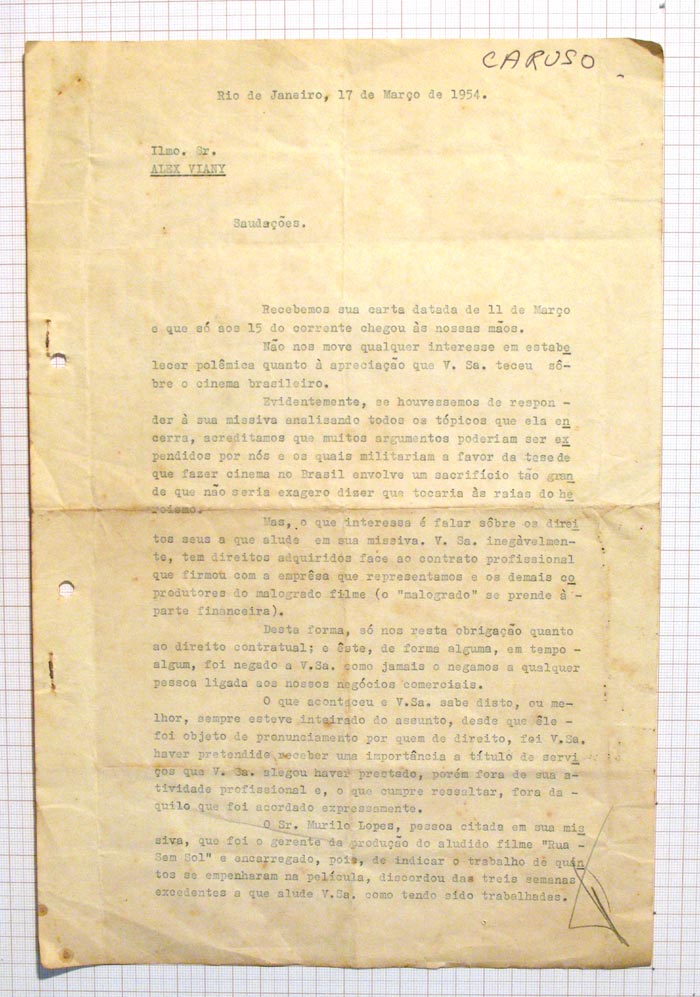 CARUSO
Rio de Janeiro, 17 de Março de 1954.
Ilmo. Sr.
ALEX VIANY
Saudações.
Recebemos sua carta datada de 11 de Março
e que só aos 15 do corrente chegou às nossas mãos.
Não nos move qualquer interesse em estabe
lecer polêmica quanto à apreciação que V. Sa. teceu sô-
bre o cinema brasileiro.
Evidentemente, se houvessemos de respon -
der à sua missiva analisando todos os tópicos que ela en
cerra, acreditamos que muitos argumentos poderiam ser ex
pendidos por nós e os quais militariam a favor da tesede
que fazer cinema no Brasil envolve um sacrifício tão gran
de que não seria exagero dizer que tocaria às raias do he
roismo.
Mas, o que interessa é falar sôbre os direi
tos seus a que alude em sua missiva. V. Sa. inegàvelmen-
te, tem direitos adquiridos face ao contrato profissional
que firmou com a emprêsa que representamos e os demais co
produtores do malogrado filme (o "malogrado" se prende à -
parte financeira).
Desta forma, só nos resta obrigação quanto
ao direito contratual; e êste, de forma alguma, em tempo -
algum, foi negado a V.Sa. como jamais o negamos a qualquer
pessoa ligada aos nossos negócios comerciais.
O que aconteceu e V.Sa. sabe disto, ou me-
lhor, sempre esteve inteirado do assunto, desde que êle -
foi objeto de pronunciamento por quem de direito, foi V.Sa.
haver pretendido receber uma importância a título de servi
ços que V. Sa. alegou haver prestado, porém fora de sua a-
tividade profissional e, o que cumpre ressaltar, fora da -
quilo que foi acordado expressamente.
O Sr. Murilo Lopes, pessoa citada em sua mis
siva, que foi o gerente da produção do aludido filme "Rua -
Sem Sol" e encarregado, pois, de indicar o trabalho de quán
tos se empenharam na película, discordou das treis semanas
excedentes a que alude V.Sa. como tendo sido trabalhadas.